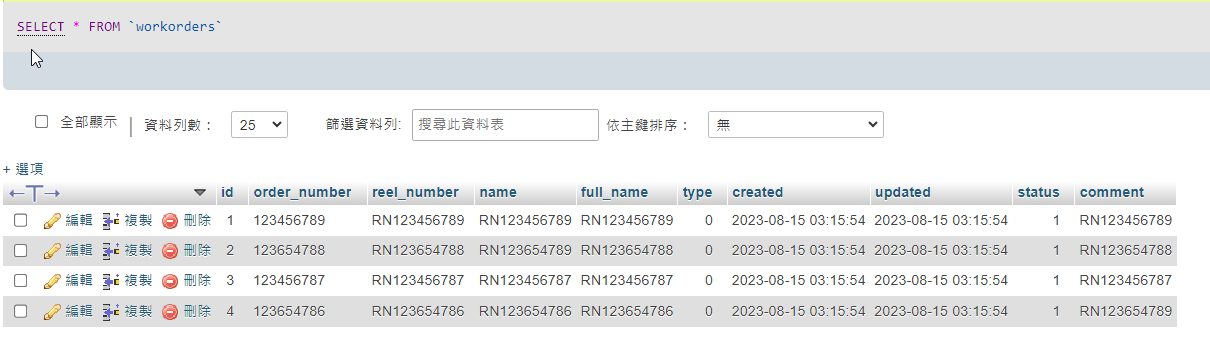 SELECT * FROM `workorders`
全部顯示 資料列數： 25 篩選資料列: 搜尋此資料表 依主鍵排序： 無
+ 選項
←T→ id order_number reel_number name full_name type created updated status comment
編輯 複製 刪除 1 123456789 RN123456789 RN123456789 RN123456789 0 2023-08-15 03:15:54 2023-08-15 03:15:54 1 RN123456789
編輯 複製 刪除 2 123654788 RN123654788 RN123654789 RN123654788 0 2023-08-15 03:15:54 2023-08-15 03:15:54 1 RN123654788
編輯 複製 刪除 3 123456787 RN123456787 RN123456787 RN123456787 0 2023-08-15 03:15:54 2023-08-15 03:15:54 1 RN123456787
編輯 複製 刪除 4 123654786 RN123654786 RN123654786 RN123654786 0 2023-08-15 03:15:54 2023-08-15 03:15:54 1 RN123654789